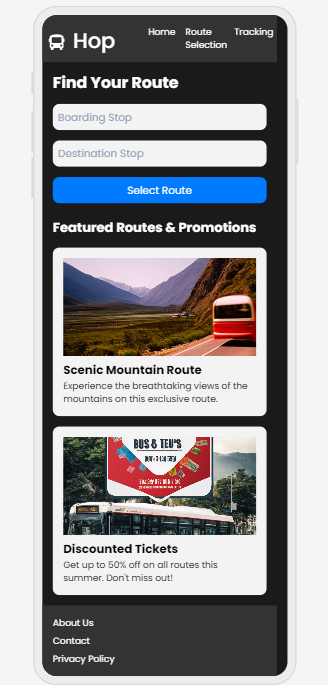 Hop
Home
Route
Selection
Tracking
Find Your Route
Boarding Stop
Destination Stop
Select Route
Featured Routes & Promotions
Scenic Mountain Route
Experience the breathtaking views of the
mountains on this exclusive route.
BUS & TEU'S
Discounted Tickets
Get up to 50% off on all routes this
summer. Don't miss out!
About Us
Contact
Privacy Policy